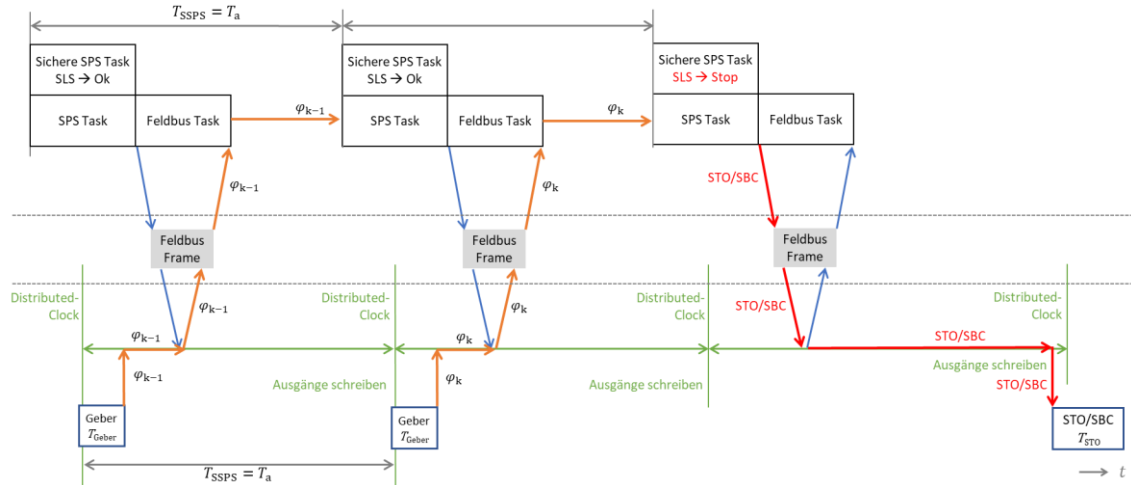 T_SSPS = T_a
Sichere SPS Task
SLS → Ok
SPS Task
Feldbus Task
φ_k−1
Sichere SPS Task
SLS → Ok
SPS Task
Feldbus Task
φ_k
Sichere SPS Task
SLS → Stop
SPS Task
Feldbus Task
φ_k−1
φ_k
STO/SBC
Feldbus
Frame
Feldbus
Frame
Feldbus
Frame
Distributed-
Clock
φ_k−1
Distributed-
Clock
φ_k
Distributed-
Clock
STO/SBC
Distributed-
Clock
φ_k−1
φ_k
STO/SBC
φ_k−1
Ausgänge schreiben
φ_k
Ausgänge schreiben
Ausgänge schreiben
STO/SBC
Geber
T_Geber
Geber
T_Geber
STO/SBC
T_STO
T_SSPS = T_a
t